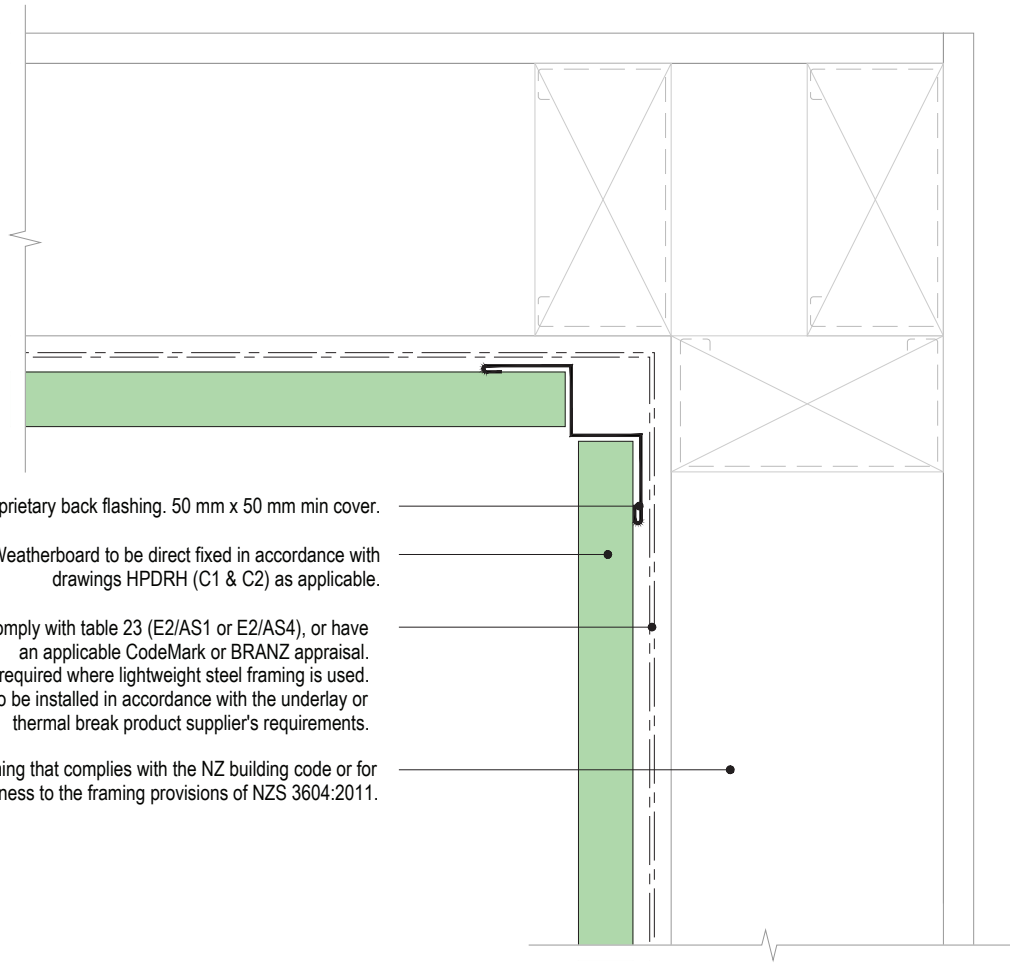 prietary back flashing. 50 mm x 50 mm min cover.
Weatherboard to be direct fixed in accordance with
drawings HPDRH (C1 & C2) as applicable.
omply with table 23 (E2/AS1 or E2/AS4), or have
an applicable CodeMark or BRANZ appraisal.
required where lightweight steel framing is used.
o be installed in accordance with the underlay or
thermal break product supplier's requirements.
ning that complies with the NZ building code or for
ness to the framing provisions of NZS 3604:2011.